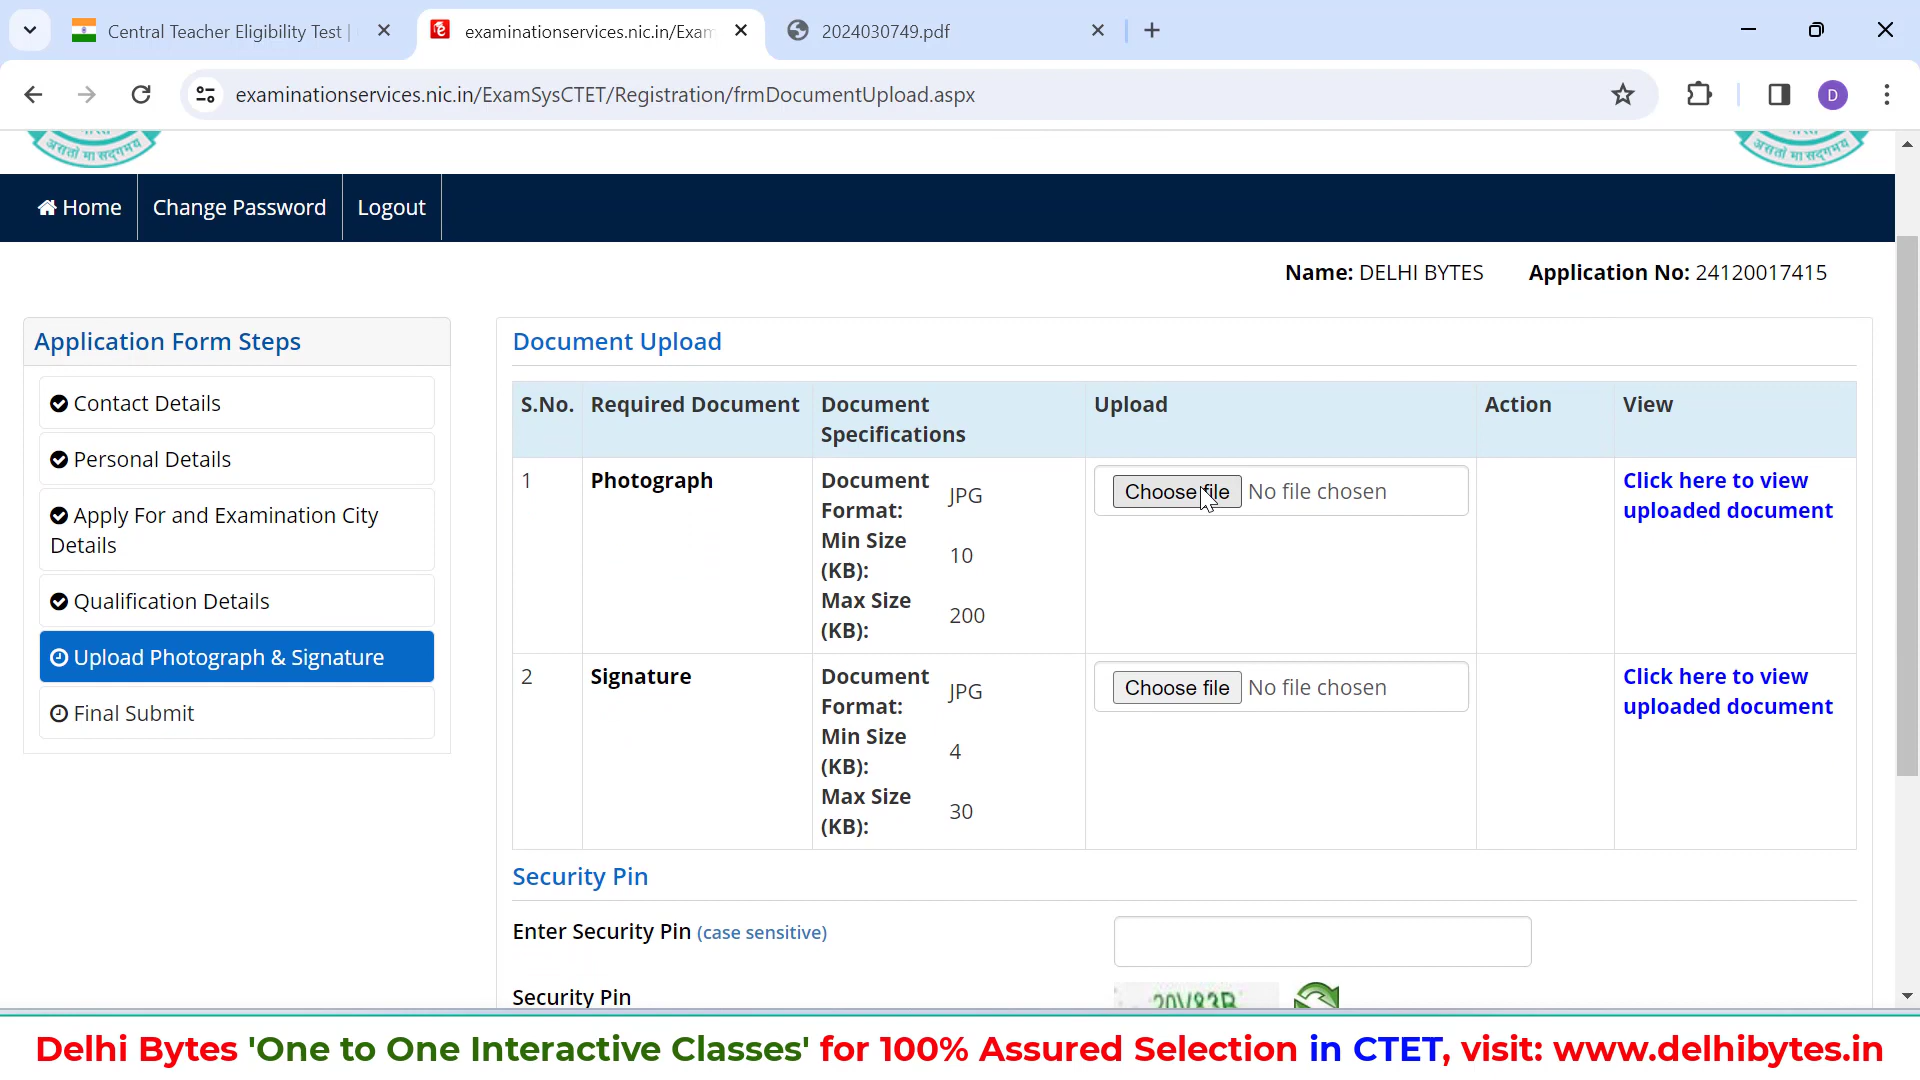 Central Teacher Eligibility Test |
examinationservices.nic.in/Exam
2024030749.pdf
examinationservices.nic.in/ExamSysCTET/Registration/frmDocumentUpload.aspx
D
असतो मा सद्गमय
असतो मा सद्गमय
Home
Change Password
Logout
Name: DELHI BYTES
Application No: 24120017415
Application Form Steps
Contact Details
Personal Details
Apply For and Examination City
Details
Qualification Details
Upload Photograph & Signature
Final Submit
Document Upload
S.No. Required Document Document Upload Action View
Specifications
1 Photograph Document Format: JPG
Min Size (KB): 10
Max Size (KB): 200
Choose file No file chosen
Click here to view
uploaded document
2 Signature Document Format: JPG
Min Size (KB): 4
Max Size (KB): 30
Choose file No file chosen
Click here to view
uploaded document
Security Pin
Enter Security Pin (case sensitive)
Security Pin
Delhi Bytes 'One to One Interactive Classes' for 100% Assured Selection in CTET, visit: www.delhibytes.in